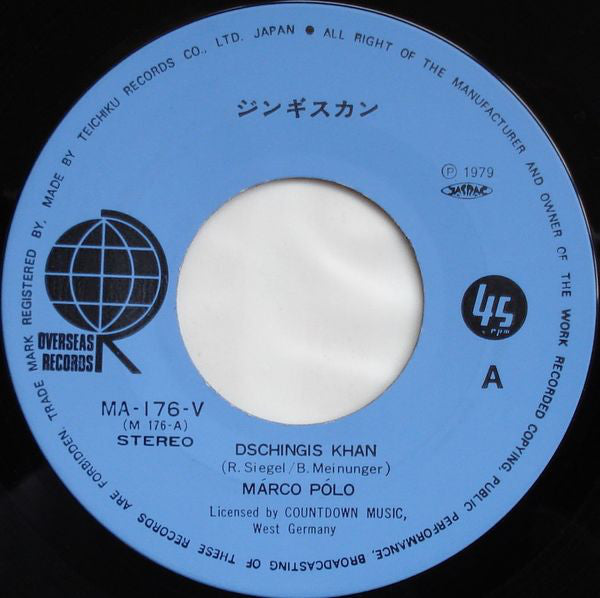 TRADE MARK REGISTERED BY, MADE BY TEICHIKU RECORDS CO., LTD. JAPAN ● ALL RIGHT OF THE MANUFACTURER AND OWNER OF THE WORK RECORDED COPYING, PUBLIC PERFORMANCE, BROADCASTING OF THESE RECORDS ARE FORBIDDEN.
ジンギスカン
Ⓟ 1979
JASRAC
OVERSEAS
RECORDS
45
rpm
A
MA-176-V
(M 176-A)
STEREO
DSCHINGIS KHAN
(R. Siegel/B. Meinunger)
MÁRCO PÓLO
Licensed by COUNTDOWN MUSIC,
West Germany